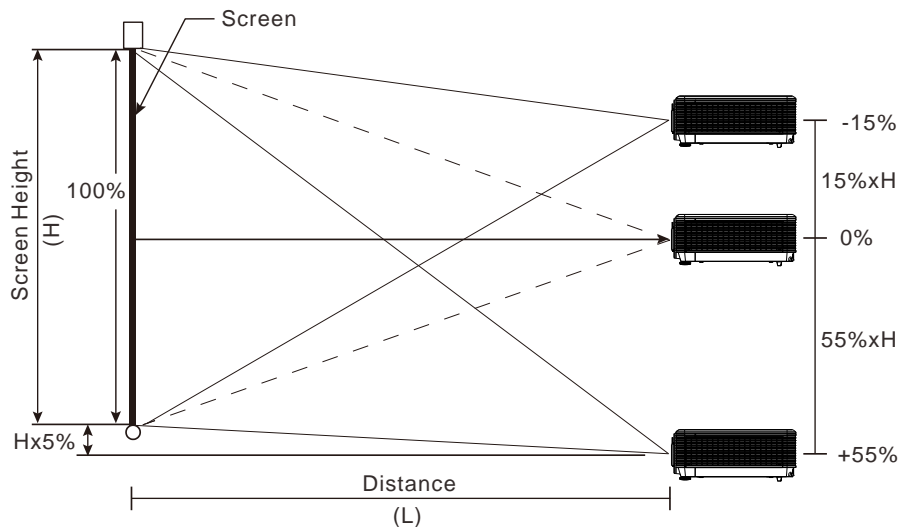 Screen
Screen Height
(H)
100%
-15%
15%xH
0%
55%xH
+55%
Hx5%
Distance
(L)